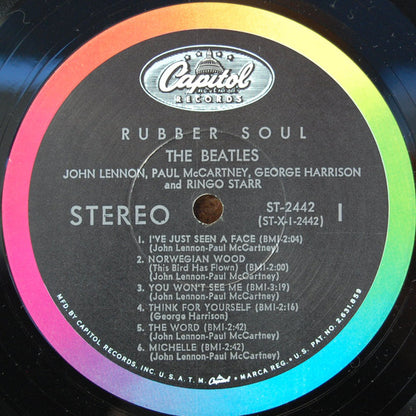 Capitol
RECORDS
RUBBER SOUL
THE BEATLES
JOHN LENNON, PAUL McCARTNEY, GEORGE HARRISON
and RINGO STARR
STEREO
ST-2442
(ST-X-1-2442)
1
1. I'VE JUST SEEN A FACE (BMI-2:04)
(John Lennon-Paul McCartney)
2. NORWEGIAN WOOD
(This Bird Has Flown) (BMI-2:00)
(John Lennon-Paul McCartney)
3. YOU WON'T SEE ME (BMI-3:19)
(John Lennon-Paul McCartney)
4. THINK FOR YOURSELF (BMI-2:16)
(George Harrison)
5. THE WORD (BMI-2:42)
(John Lennon-Paul McCartney)
6. MICHELLE (BMI-2:42)
(John Lennon-Paul McCartney)
MFD. BY CAPITOL RECORDS, INC. U.S.A. T.M. Capitol MARCA REG. • U.S. PAT. NO. 2,631,859